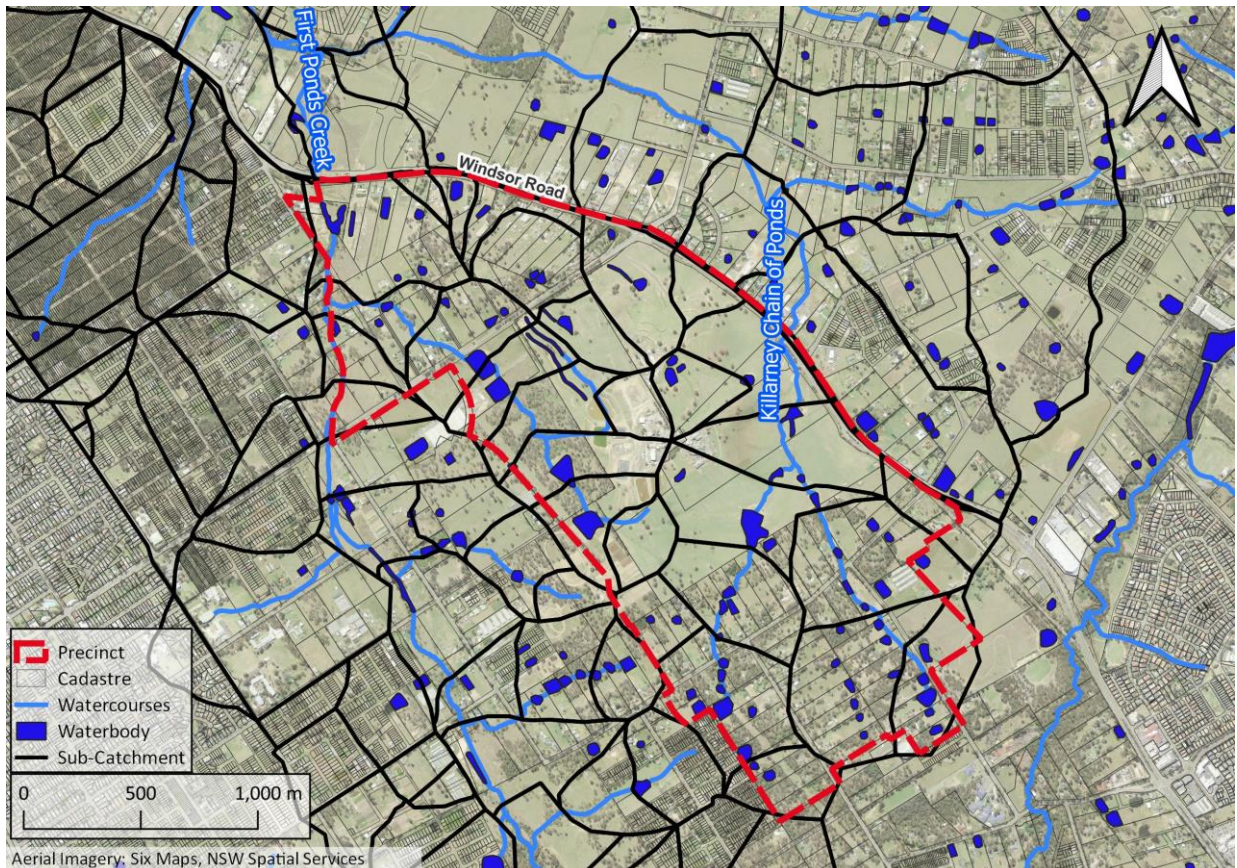 First Ponds Creek
Windsor Road
Killarney Chain of Ponds
Precinct
Cadastre
Watercourses
Waterbody
Sub-Catchment
0 500 1,000 m
Aerial Imagery: Six Maps, NSW Spatial Services